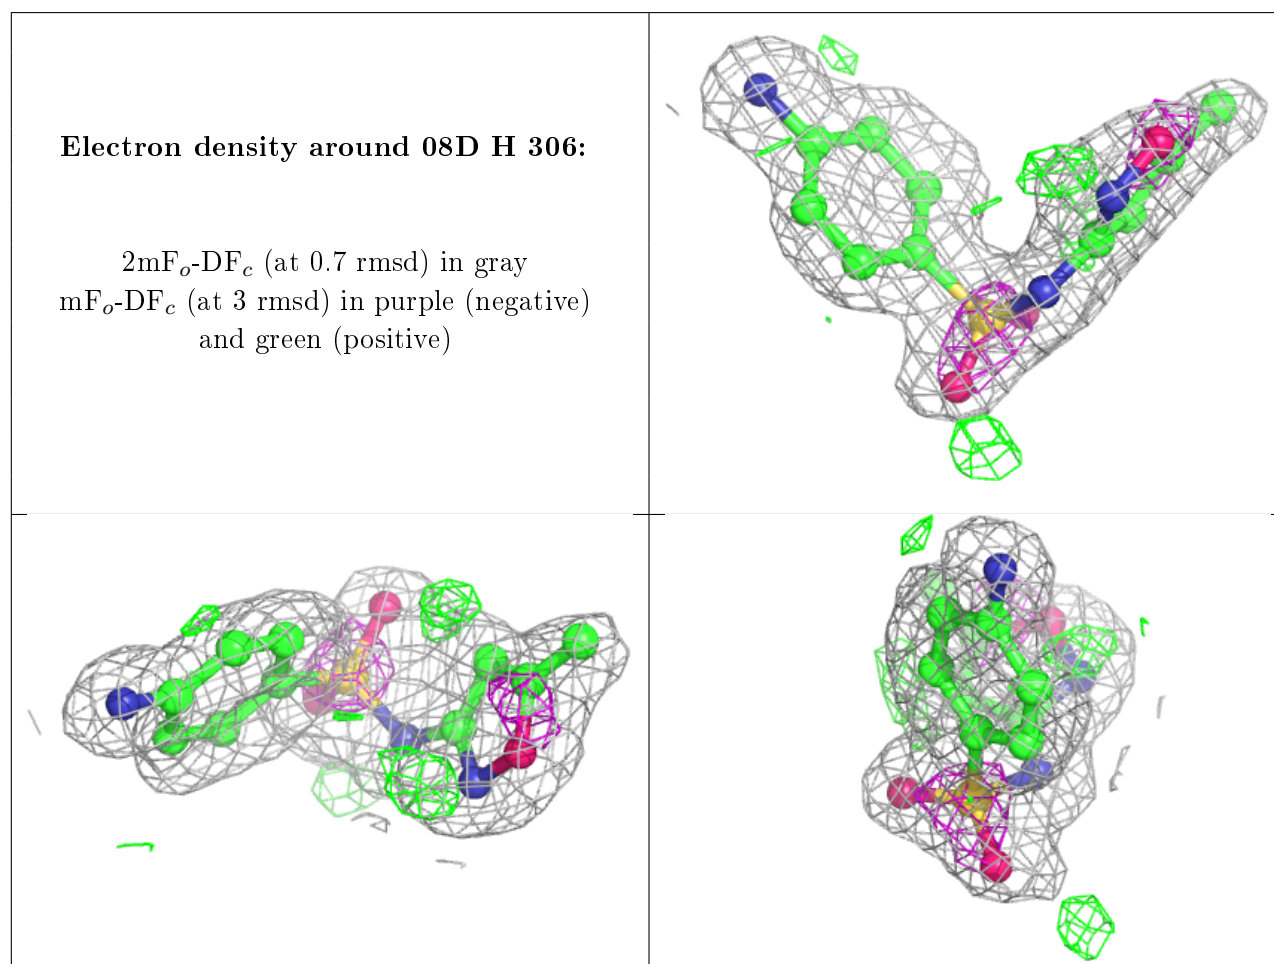 Electron density around 08D H 306:
2mFo-DFc (at 0.7 rmsd) in gray
mFo-DFc (at 3 rmsd) in purple (negative)
and green (positive)